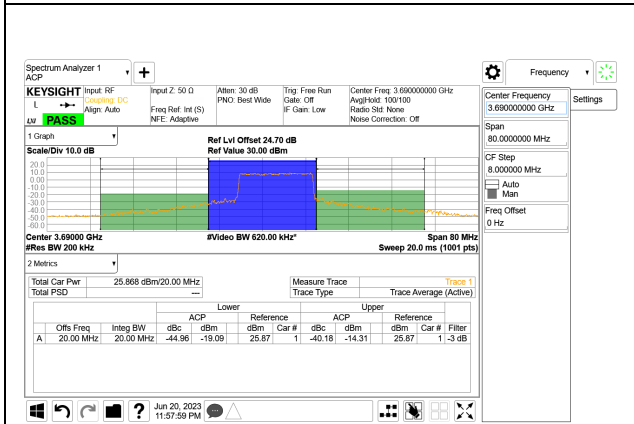 Spectrum Analyzer 1
ACP
Frequency
KEYSIGHT Input: RF Input Z: 50 Ω Atten: 30 dB Trig: Free Run Center Freq: 3.690000000 GHz
L Coupling: DC PNO: Best Wide Gate: Off Avg|Hold: 100/100
Align: Auto Freq Ref: Int (S) IF Gain: Low Radio Std: None
PASS NFE: Adaptive Noise Correction: Off
Center Frequency
3.690000000 GHz
Settings
Span
80.0000000 MHz
CF Step
8.000000 MHz
Auto
Man
Freq Offset
0 Hz
1 Graph
Ref Lvl Offset 24.70 dB
Scale/Div 10.0 dB Ref Value 30.00 dBm
20.0
10.0
0.00
-10.0
-20.0
-30.0
-40.0
-50.0
-60.0
Center 3.69000 GHz #Video BW 620.00 kHz* Span 80 MHz
#Res BW 200 kHz Sweep 20.0 ms (1001 pts)
2 Metrics
Total Car Pwr 25.868 dBm/20.00 MHz Measure Trace Trace 1
Total PSD --- Trace Type Trace Average (Active)
Lower Upper
ACP Reference ACP Reference
Offs Freq Integ BW dBc dBm dBm Car # dBc dBm dBm Car # Filter
A 20.00 MHz 20.00 MHz -44.96 -19.09 25.87 1 -40.18 -14.31 25.87 1 -3 dB
Jun 20, 2023
11:57:59 PM